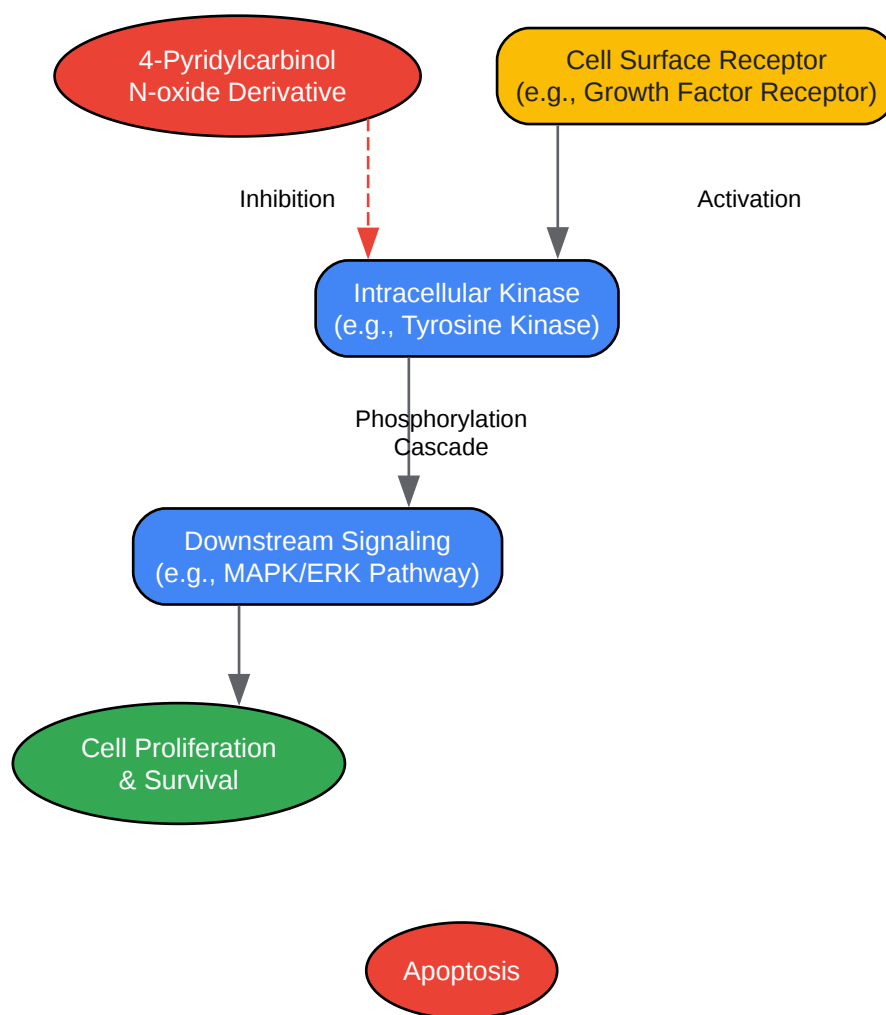 4-Pyridylcarbinol
N-oxide Derivative
Cell Surface Receptor
(e.g., Growth Factor Receptor)
Inhibition
Activation
Intracellular Kinase
(e.g., Tyrosine Kinase)
Phosphorylation
Cascade
Downstream Signaling
(e.g., MAPK/ERK Pathway)
Cell Proliferation
& Survival
Apoptosis